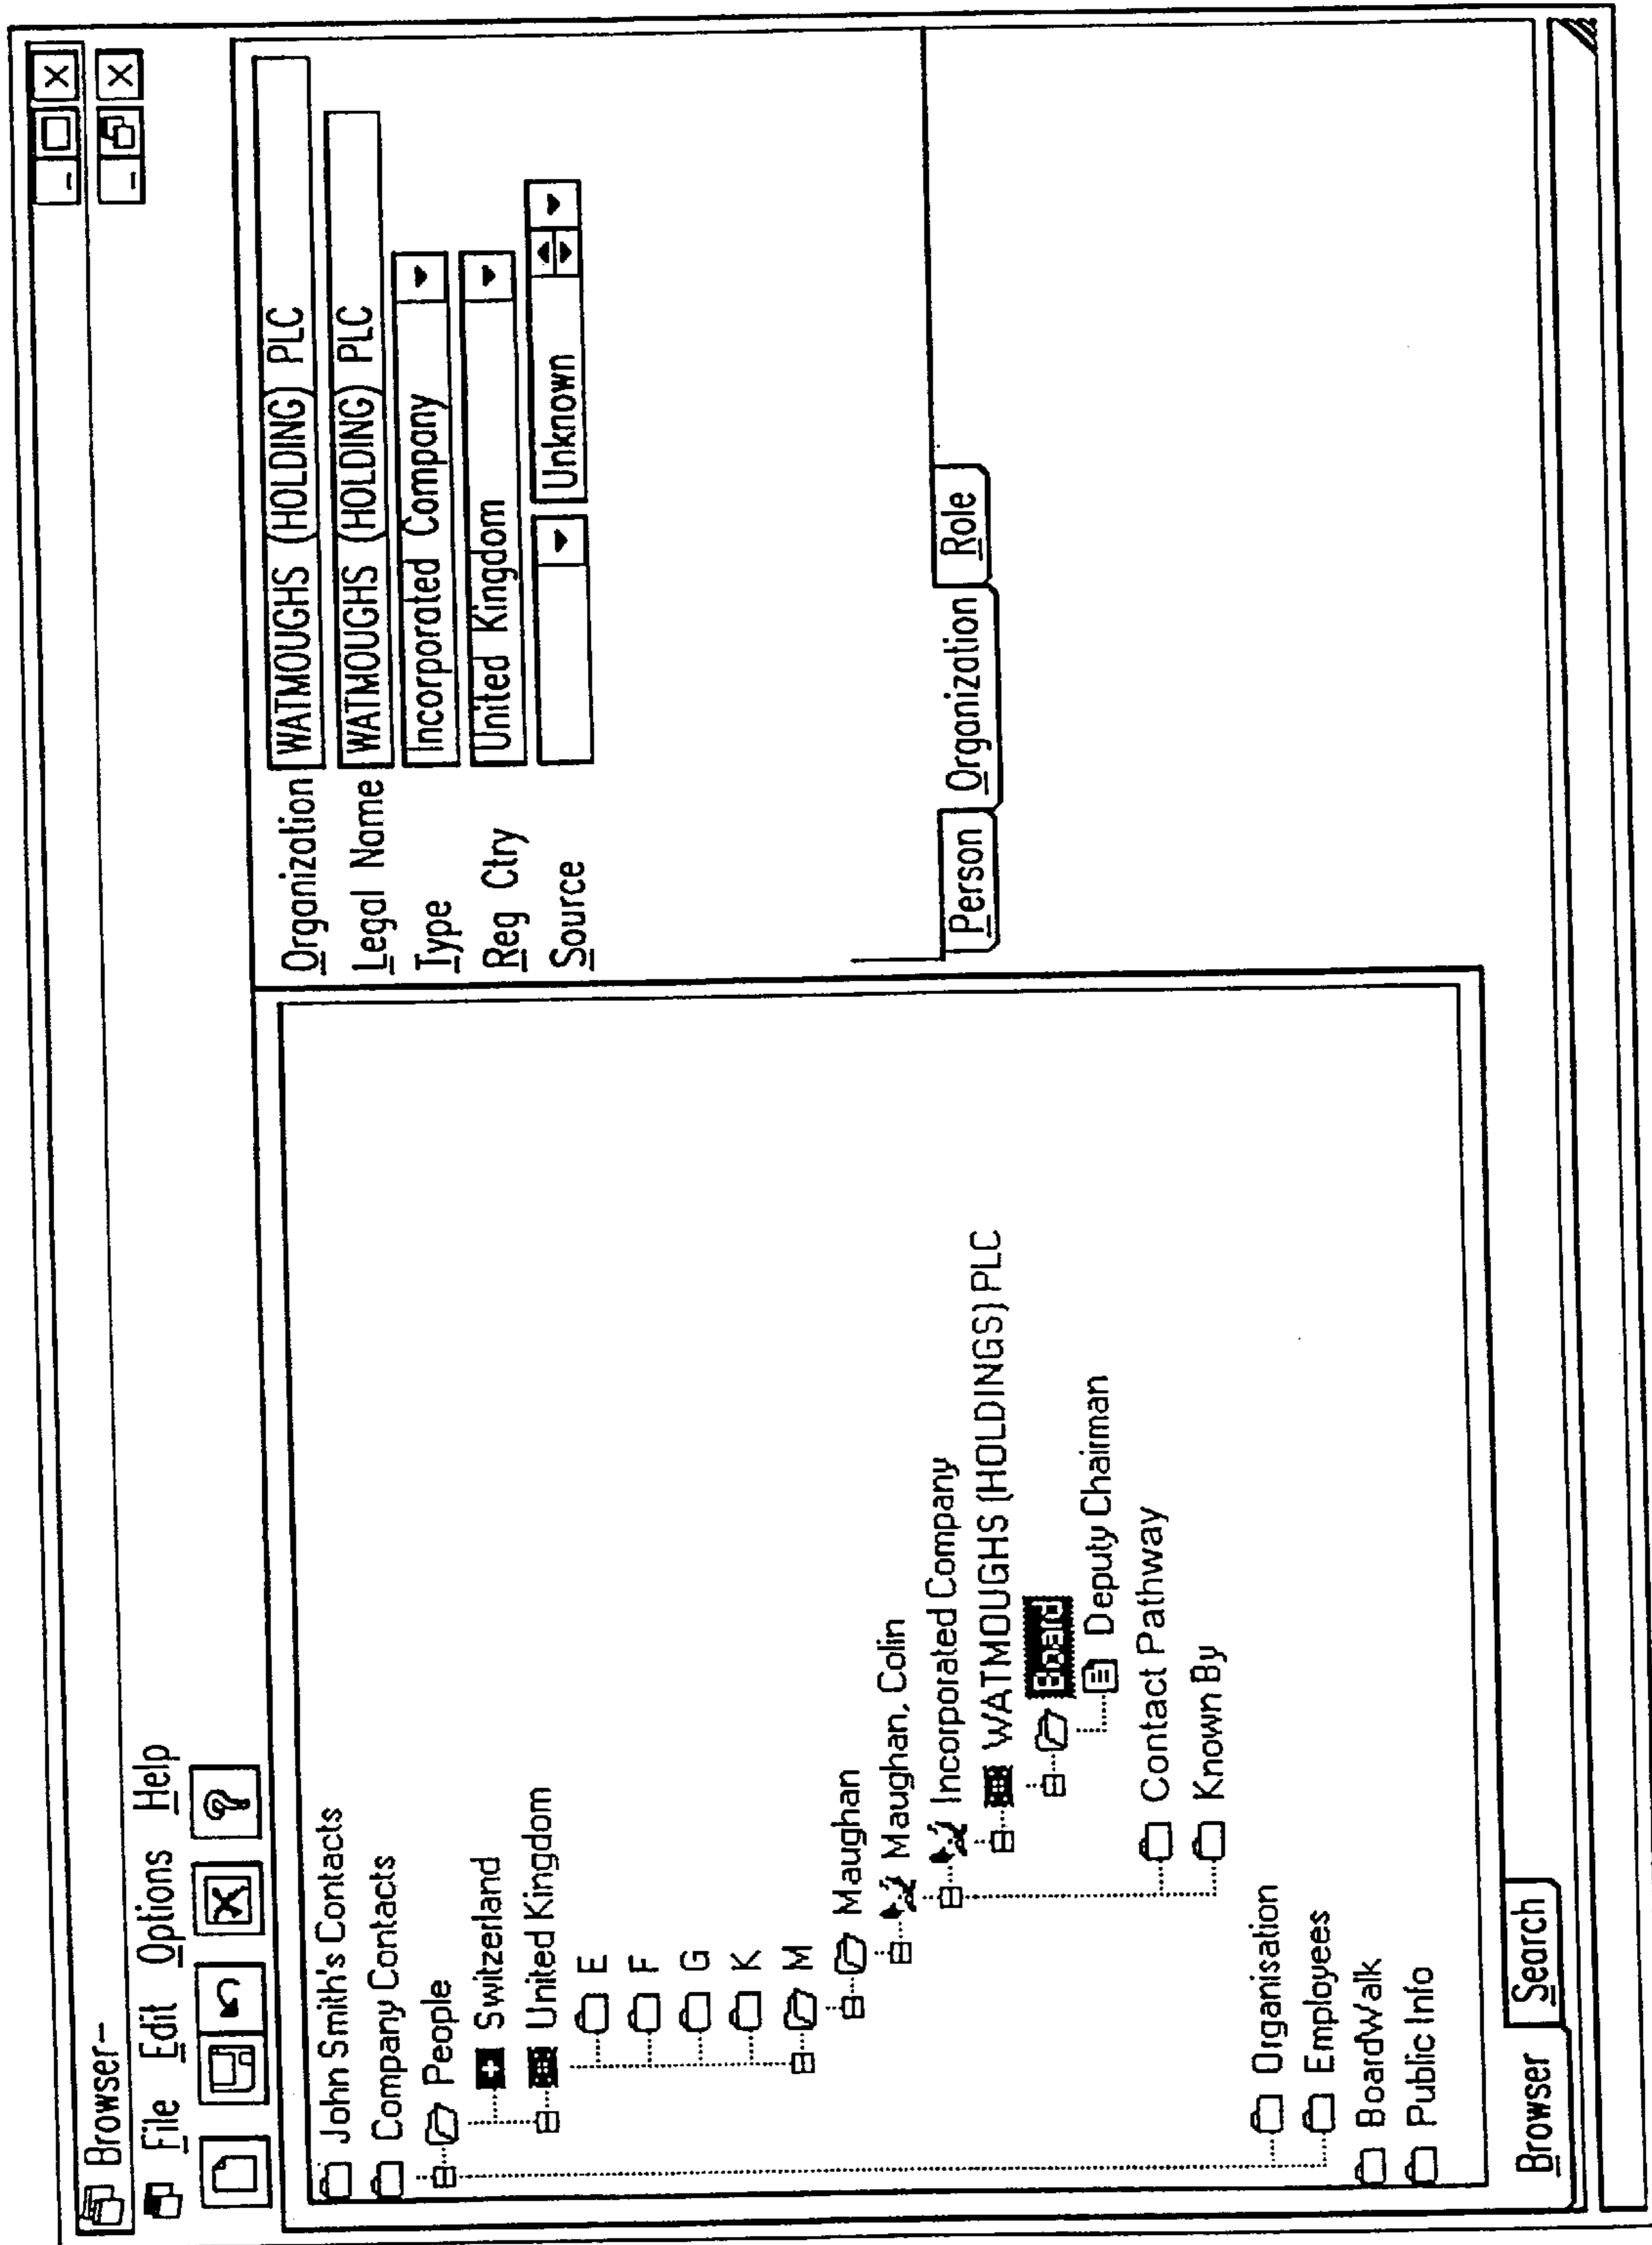 Browser-
File Edit Options Help
John Smith's Contacts
Company Contacts
People
Switzerland
United Kingdom
E
F
G
K
M
Maughan
Maughan, Colin
Incorporated Company
WATMOUGHS (HOLDINGS) PLC
Board
Deputy Chairman
Contact Pathway
Known By
Organisation
Employees
BoardWalk
Public Info
Browser Search
Organization WATMOUGHS (HOLDING) PLC
Legal Name WATMOUGHS (HOLDING) PLC
Type Incorporated Company
Reg Ctry United Kingdom
Source Unknown
Person Organization Role